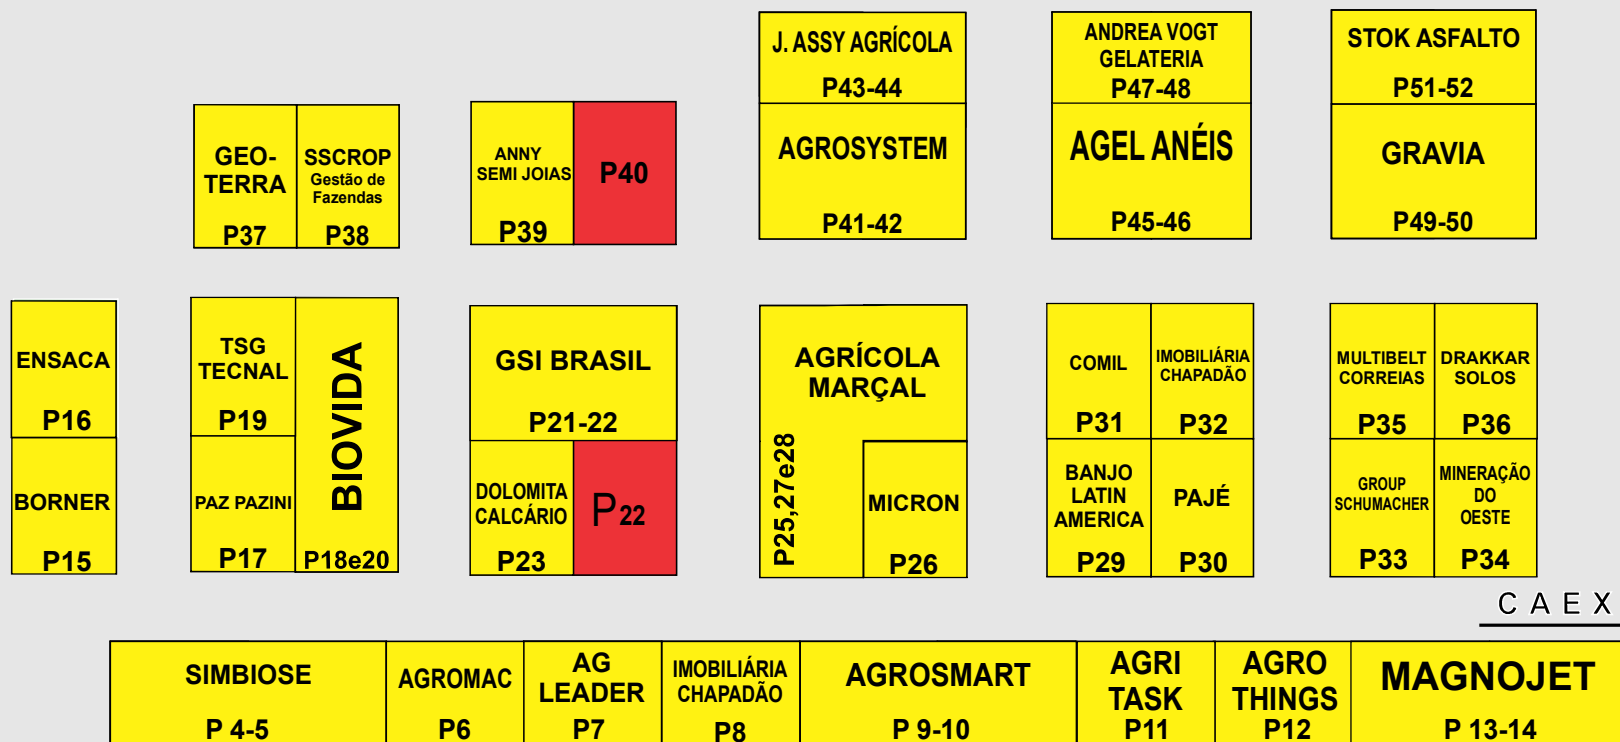 J. ASSY AGRÍCOLA
P43-44
ANDREA VOGT
GELATERIA
P47-48
STOK ASFALTO
P51-52
GEO-
TERRA
P37
SSCROP
Gestão de
Fazendas
P38
ANNY
SEMI JOIAS
P39
P40
AGROSYSTEM
P41-42
AGEL ANÉIS
P45-46
GRAVIA
P49-50
ENSACA
P16
BORNER
P15
TSG
TECNAL
P19
PAZ PAZINI
P17
BIOVIDA
P18e20
GSI BRASIL
P21-22
DOLOMITA
CALCÁRIO
P23
P22
AGRÍCOLA
MARÇAL
P25,27e28
MICRON
P26
COMIL
P31
IMOBILIÁRIA
CHAPADÃO
P32
BANJO
LATIN
AMERICA
P29
PAJÉ
P30
MULTIBELT
CORREIAS
P35
DRAKKAR
SOLOS
P36
GROUP
SCHUMACHER
P33
MINERAÇÃO
DO
OESTE
P34
CAEX
SIMBIOSE
P 4-5
AGROMAC
P6
AG
LEADER
P7
IMOBILIÁRIA
CHAPADÃO
P8
AGROSMART
P 9-10
AGRI
TASK
P11
AGRO
THINGS
P12
MAGNOJET
P 13-14